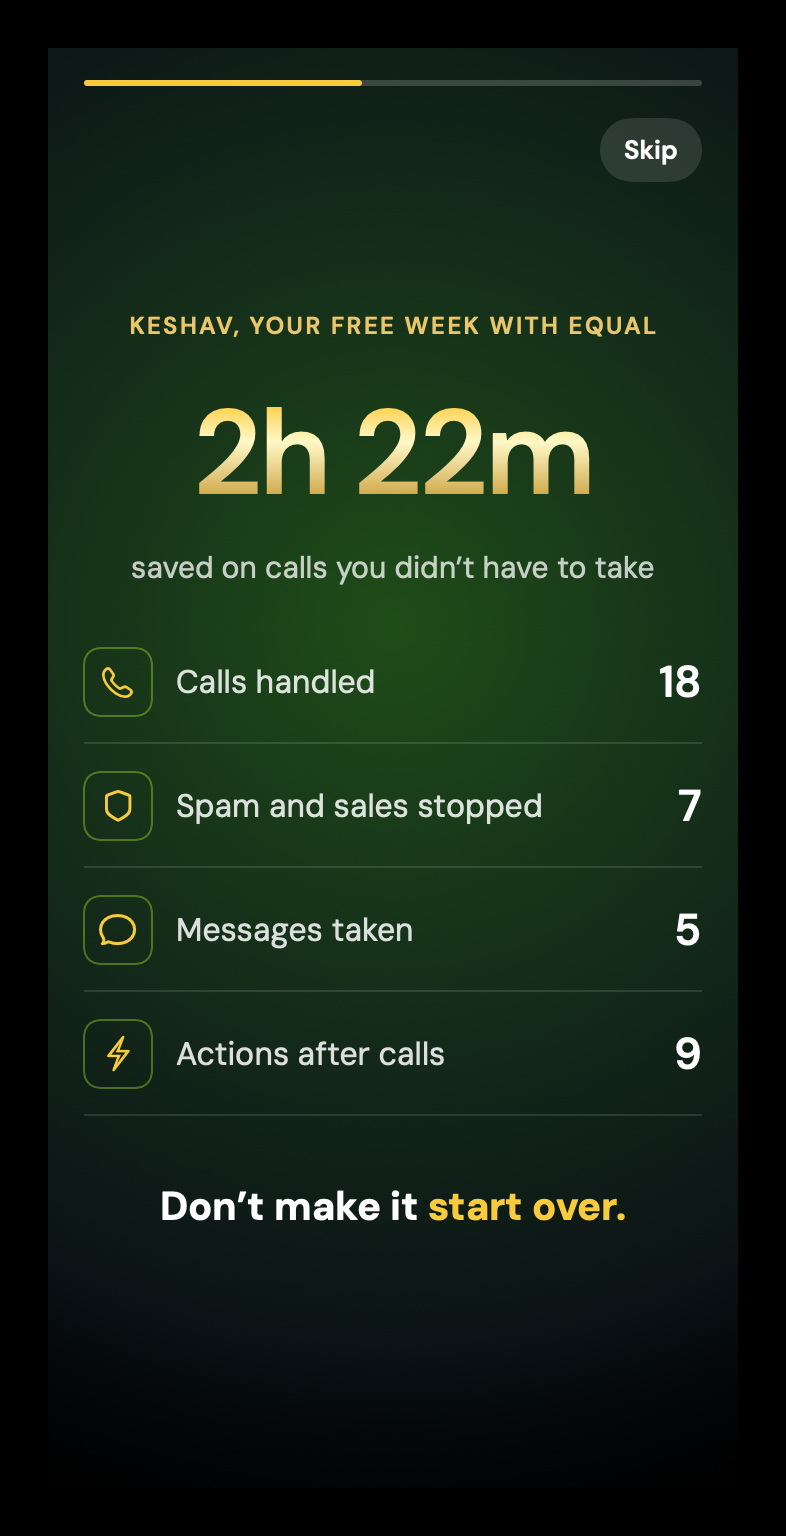 Skip
KESHAV, YOUR FREE WEEK WITH EQUAL
2h 22m
saved on calls you didn’t have to take
Calls handled 18
Spam and sales stopped 7
Messages taken 5
Actions after calls 9
Don’t make it start over.